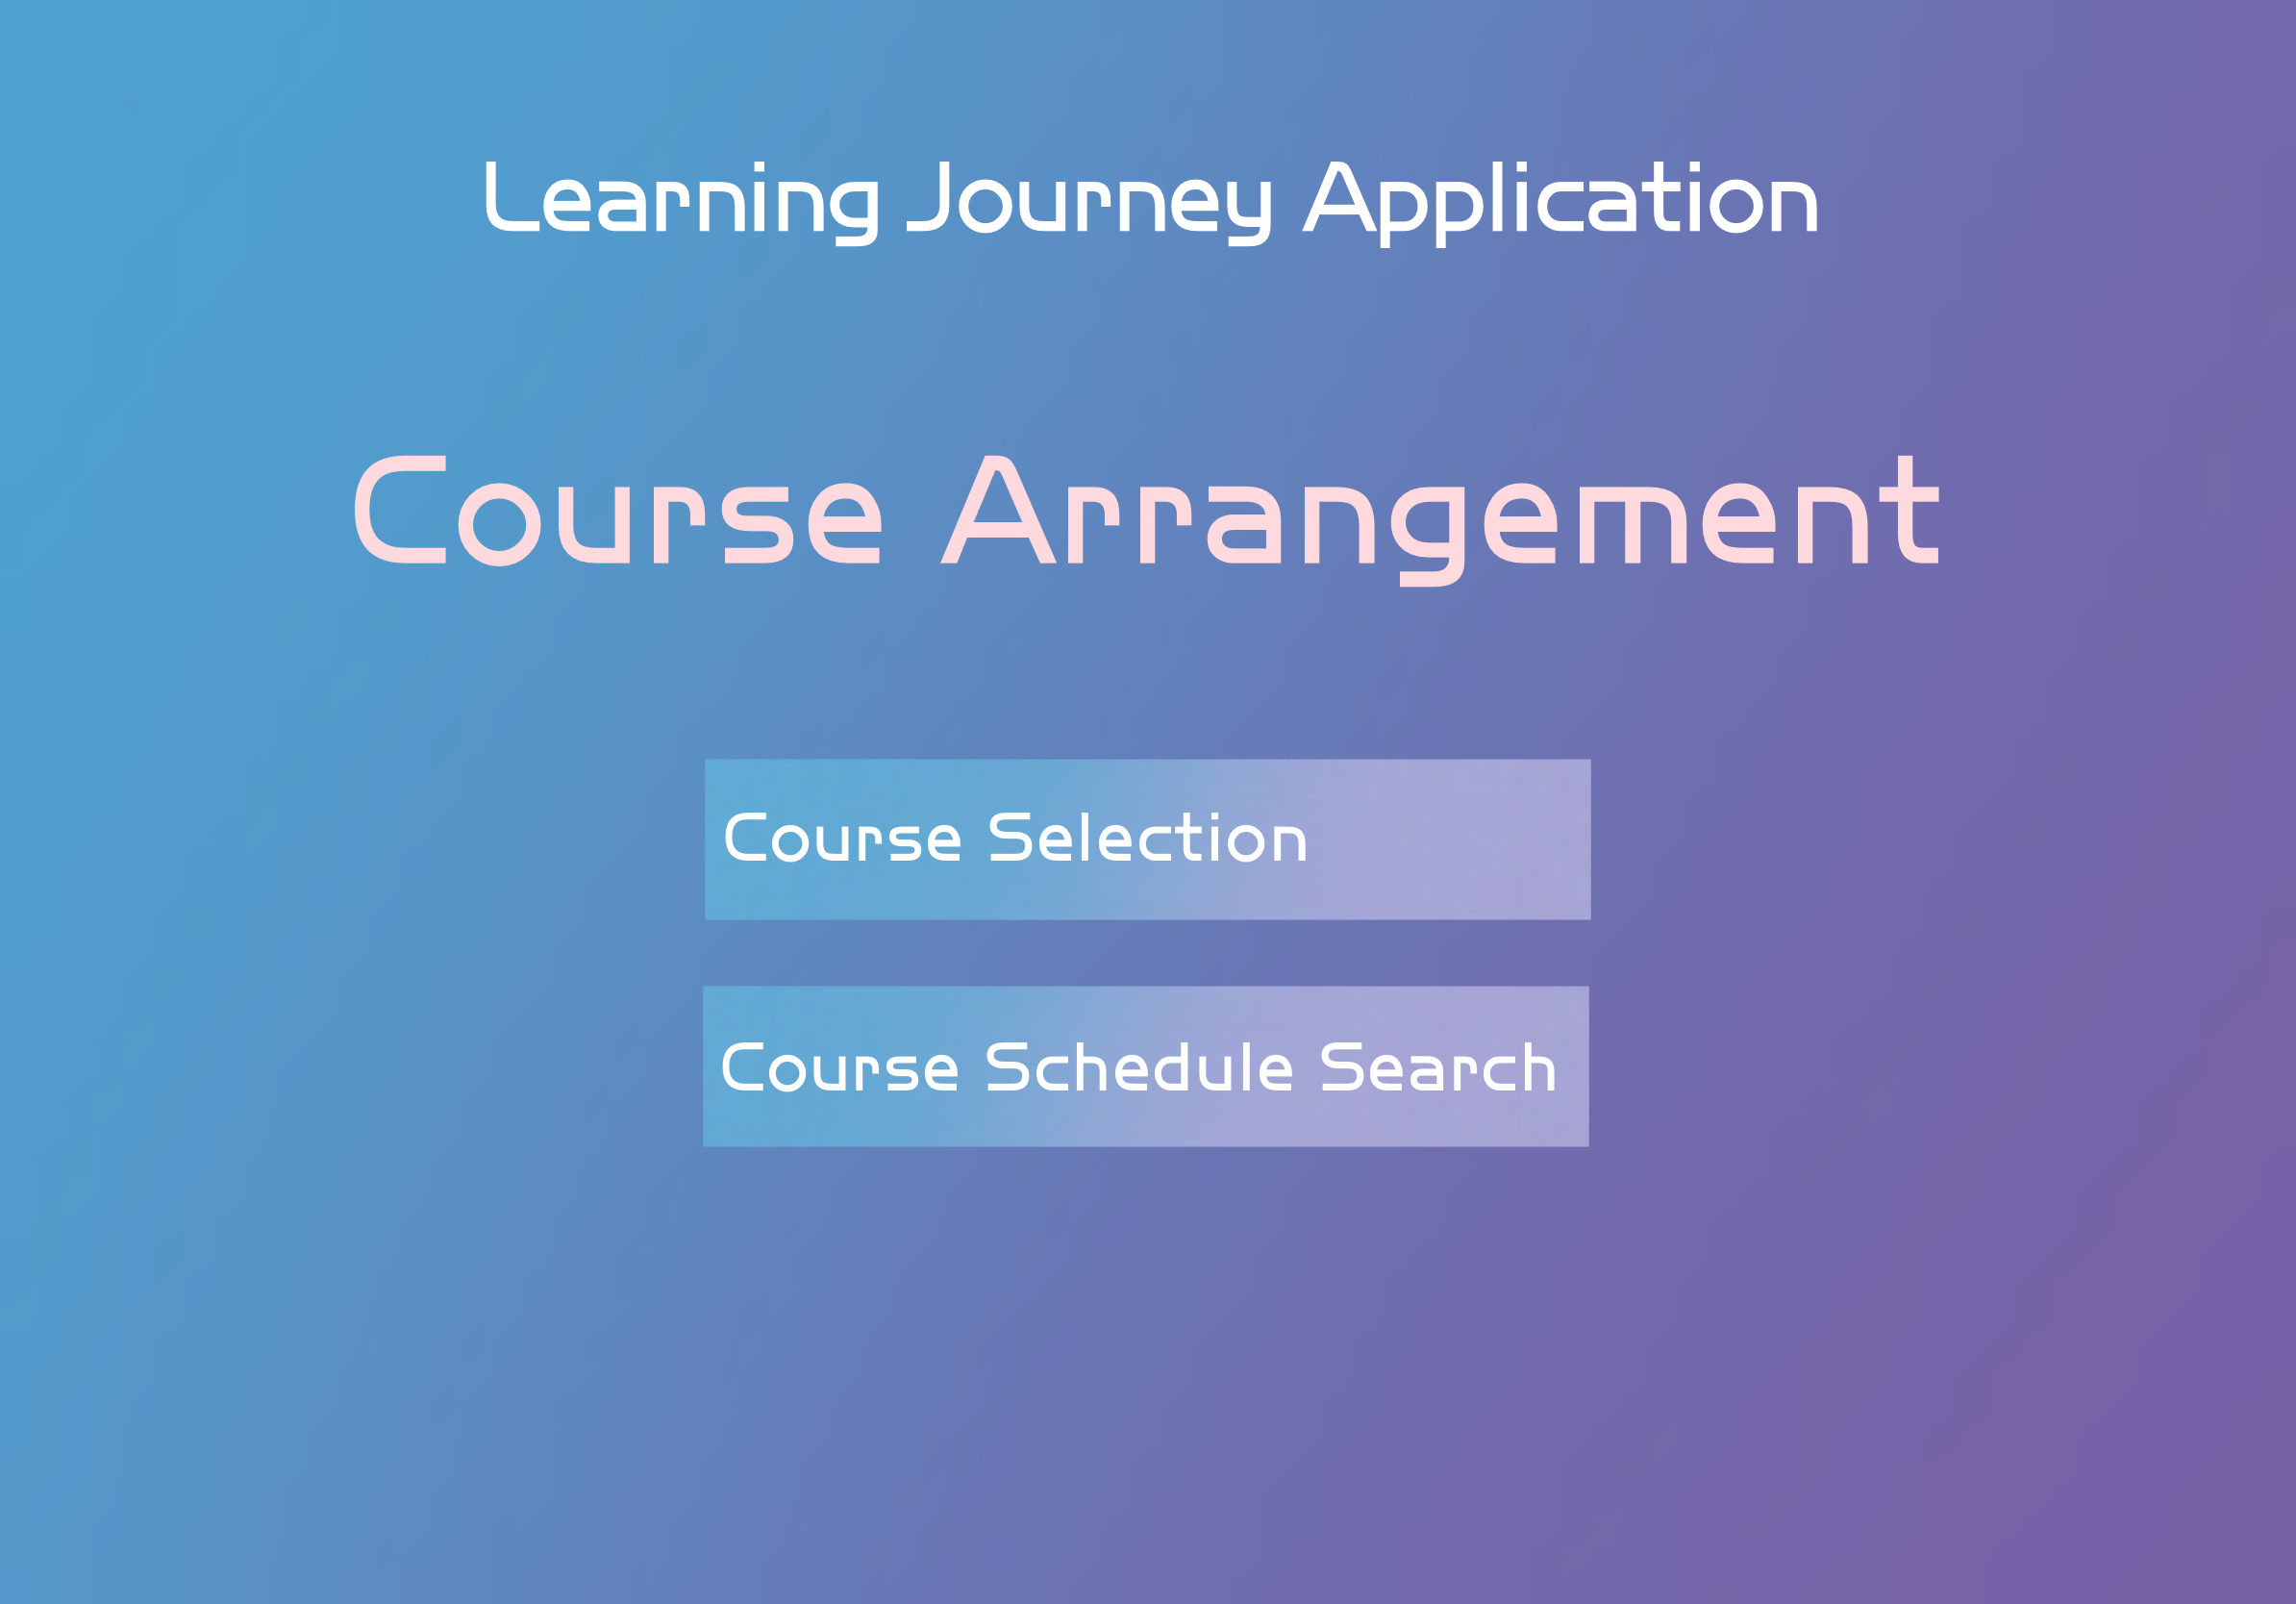 Learning Journey Application
Course Arrangement
Course Selection
Course Schedule Search